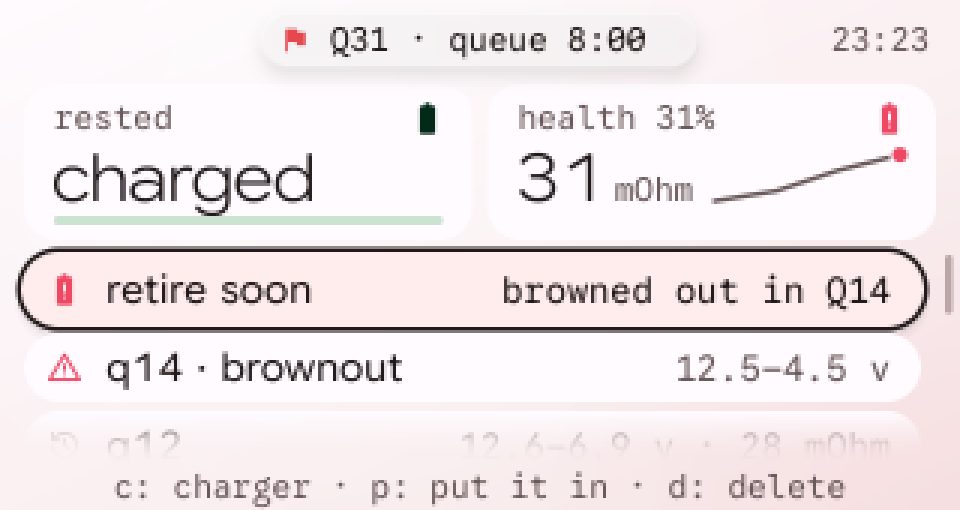 Q31 · queue 8:00
23:23
rested
charged
health 31%
31 mOhm
retire soon
browned out in Q14
q14 · brownout
12.5–4.5 v
q12
12.6–6.9 v · 28 mOhm
c: charger · p: put it in · d: delete